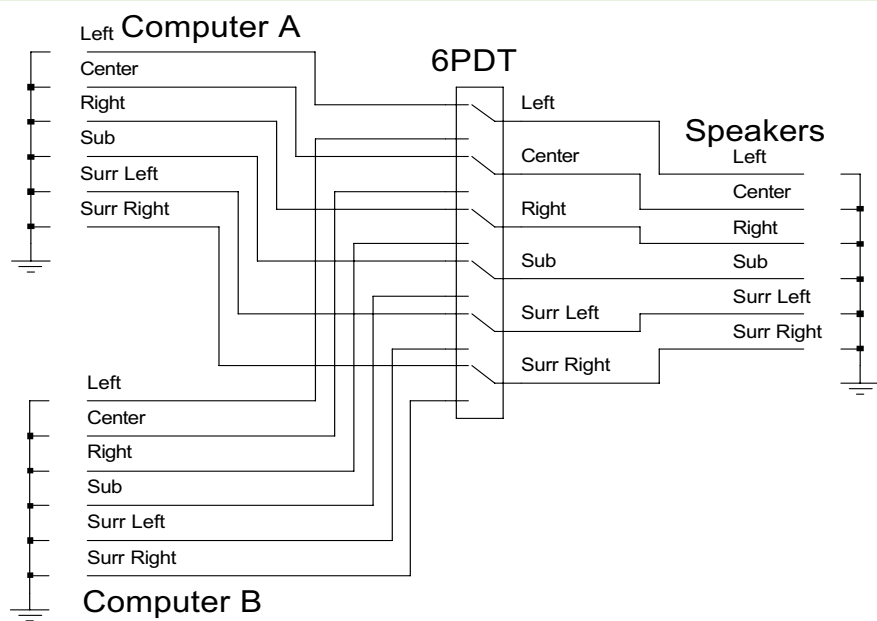 Left Computer A
Center
Right
Sub
Surr Left
Surr Right
6PDT
Left
Center
Right
Sub
Surr Left
Surr Right
Speakers
Left
Center
Right
Sub
Surr Left
Surr Right
Left
Center
Right
Sub
Surr Left
Surr Right
Computer B